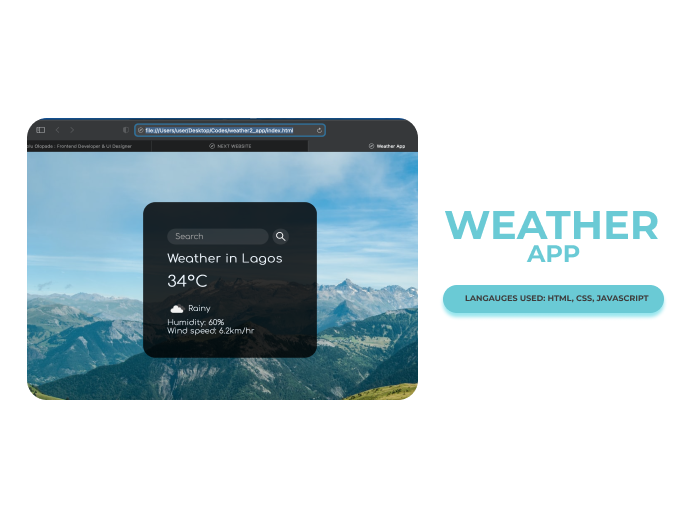 file:///Users/user/Desktop/Codes/weather2_app/index.html
Olopade : Frontend Developer & UI Designer
NEXT WEBSITE
Weather App
Search
Weather in Lagos
34°C
Rainy
Humidity: 60%
Wind speed: 6.2km/hr
WEATHER
APP
LANGAUGES USED: HTML, CSS, JAVASCRIPT